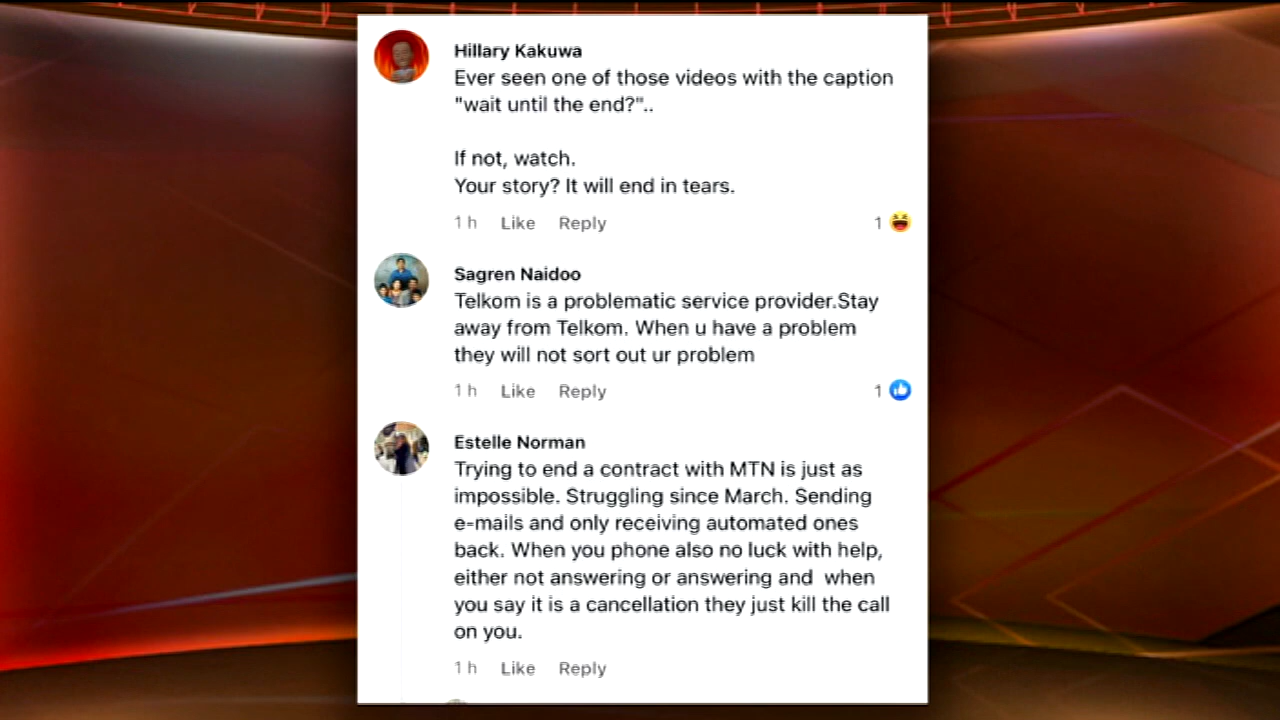 Hillary Kakuwa
Ever seen one of those videos with the caption
"wait until the end?"..
If not, watch.
Your story? It will end in tears.
1 h Like Reply 1
Sagren Naidoo
Telkom is a problematic service provider.Stay
away from Telkom. When u have a problem
they will not sort out ur problem
1 h Like Reply 1
Estelle Norman
Trying to end a contract with MTN is just as
impossible. Struggling since March. Sending
e-mails and only receiving automated ones
back. When you phone also no luck with help,
either not answering or answering and  when
you say it is a cancellation they just kill the call
on you.
1 h Like Reply